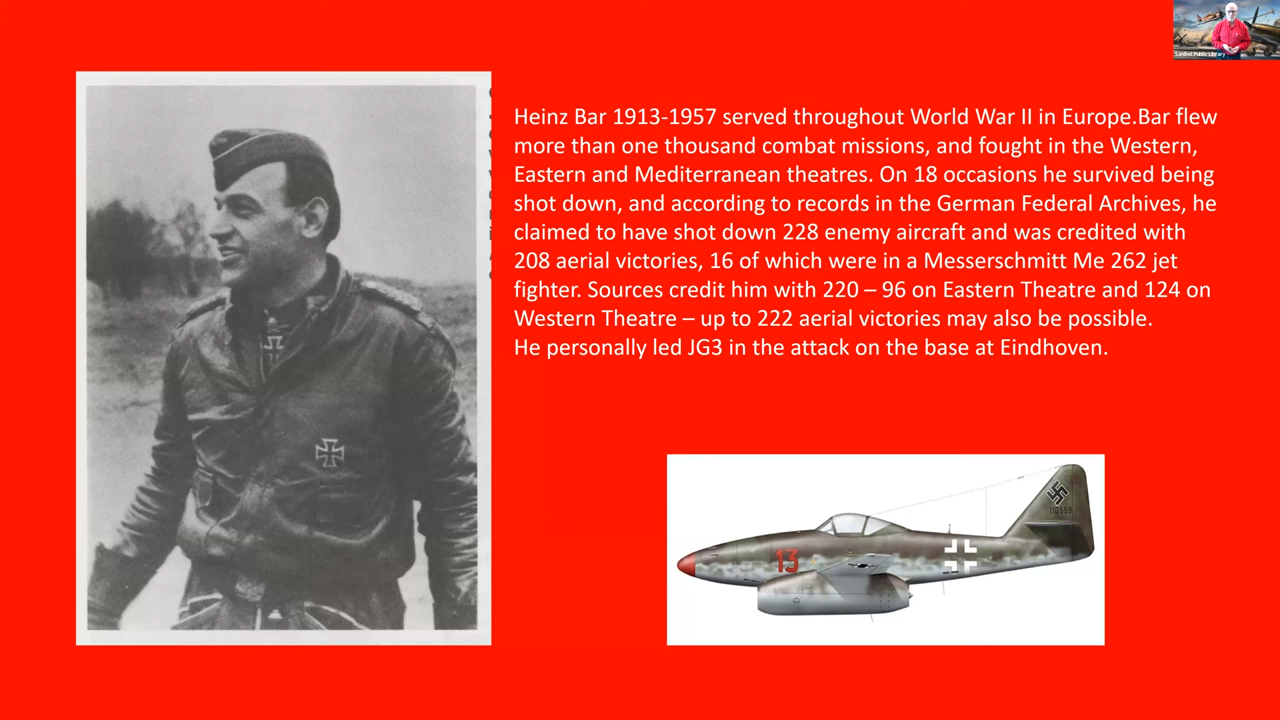 Sanibel Public Library
Heinz Bar 1913-1957 served throughout World War II in Europe.Bar flew
more than one thousand combat missions, and fought in the Western,
Eastern and Mediterranean theatres. On 18 occasions he survived being
shot down, and according to records in the German Federal Archives, he
claimed to have shot down 228 enemy aircraft and was credited with
208 aerial victories, 16 of which were in a Messerschmitt Me 262 jet
fighter. Sources credit him with 220 – 96 on Eastern Theatre and 124 on
Western Theatre – up to 222 aerial victories may also be possible.
He personally led JG3 in the attack on the base at Eindhoven.
110559
13